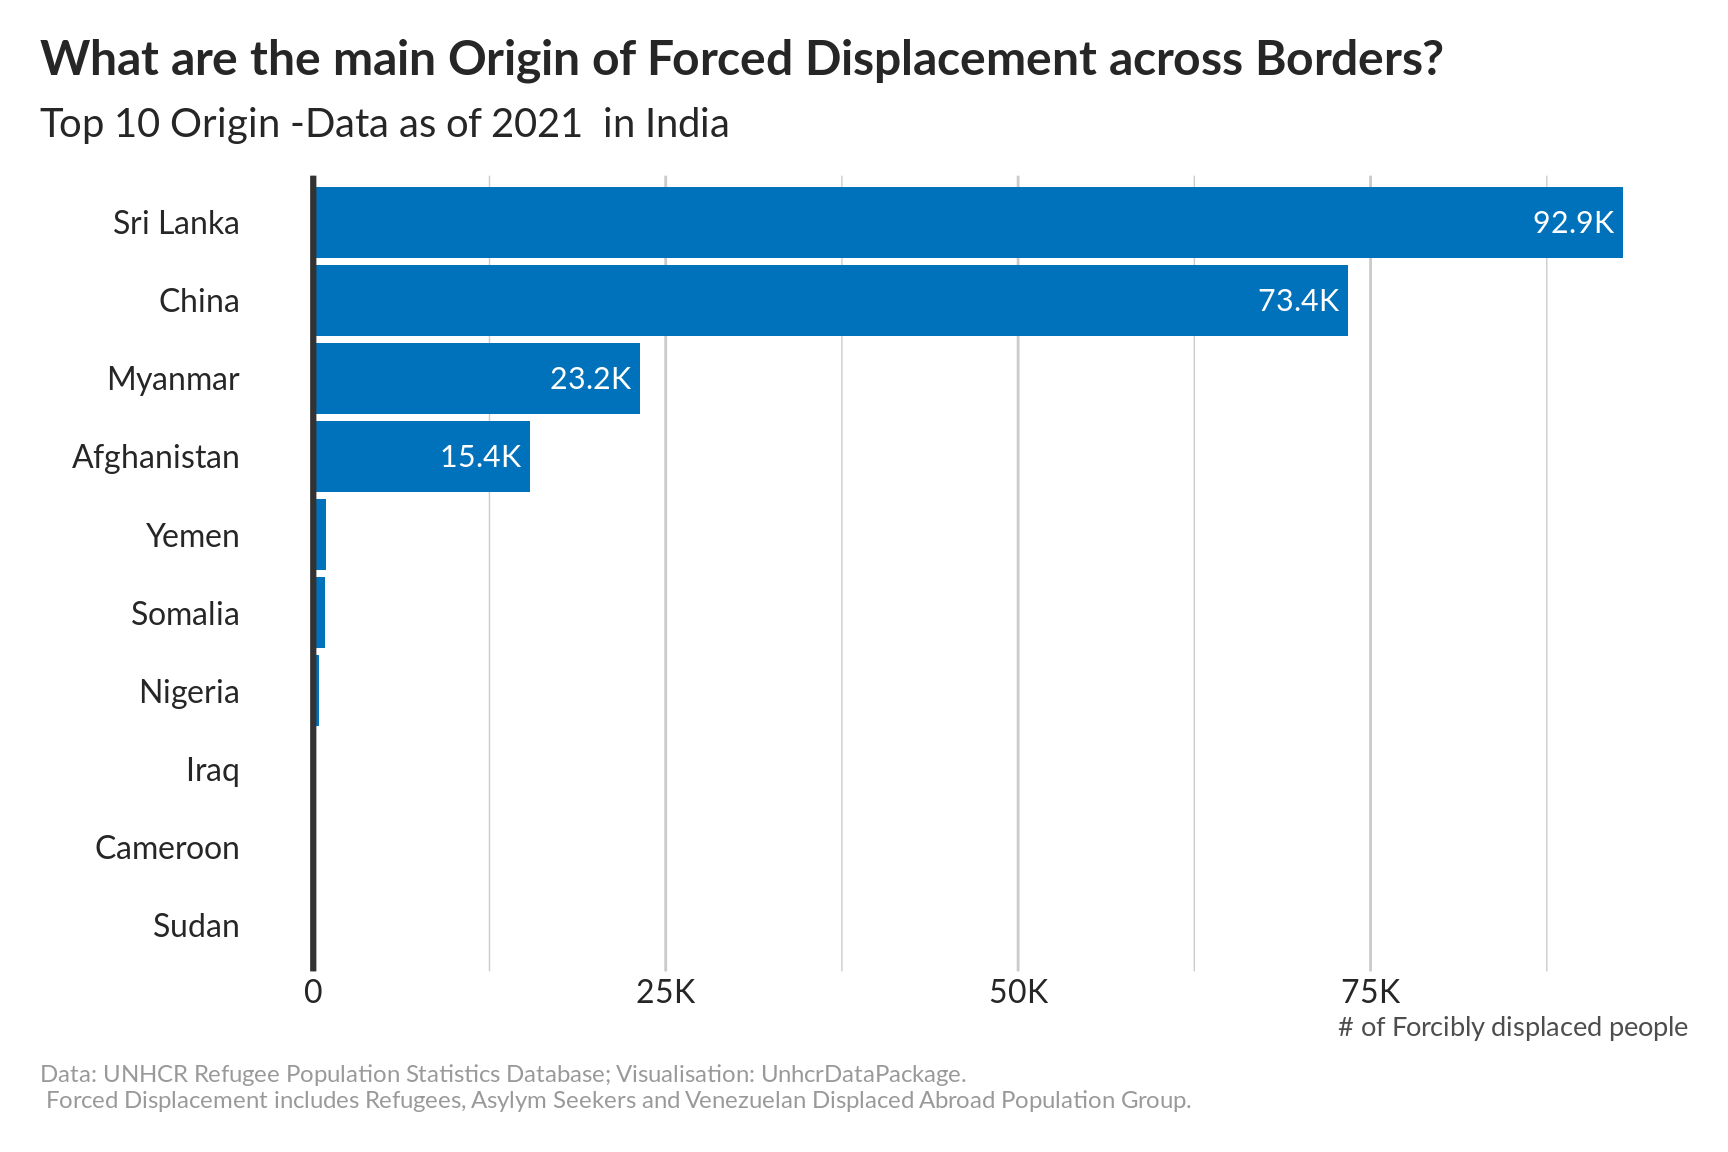 What are the main Origin of Forced Displacement across Borders?
Top 10 Origin -Data as of 2021  in India
Sri Lanka 92.9K
China 73.4K
Myanmar 23.2K
Afghanistan 15.4K
Yemen
Somalia
Nigeria
Iraq
Cameroon
Sudan
0 25K 50K 75K
# of Forcibly displaced people
Data: UNHCR Refugee Population Statistics Database; Visualisation: UnhcrDataPackage.
Forced Displacement includes Refugees, Asylym Seekers and Venezuelan Displaced Abroad Population Group.